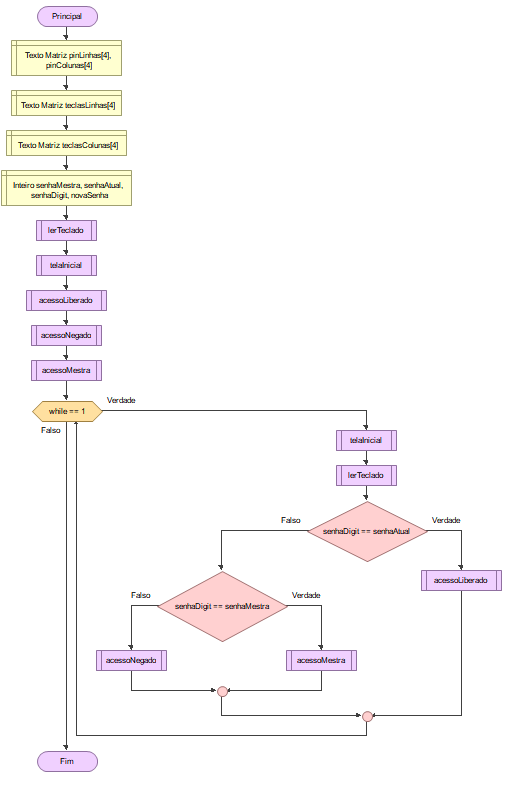 Principal
Texto Matriz pinLinhas[4],
pinColunas[4]
Texto Matriz teclasLinhas[4]
Texto Matriz teclasColunas[4]
Inteiro senhaMestra, senhaAtual,
senhaDigit, novaSenha
lerTeclado
telaInicial
acessoLiberado
acessoNegado
acessoMestra
while == 1
Verdade
Falso
telaInicial
lerTeclado
senhaDigit == senhaAtual
Falso
Verdade
acessoLiberado
senhaDigit == senhaMestra
Falso
Verdade
acessoNegado
acessoMestra
Fim